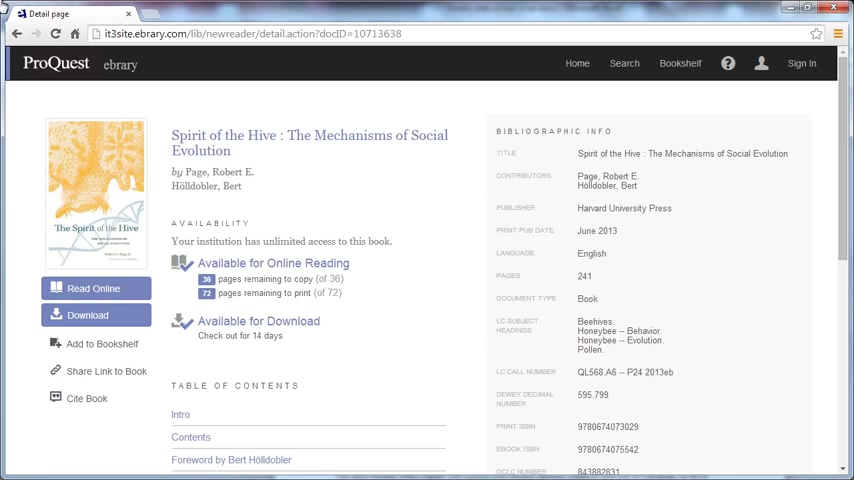 Detail page
it3site.ebrary.com/lib/newreader/detail.action?docID=10713638
ProQuest ebrary
Home Search Bookshelf ? Sign In
The Spirit of the Hive
Robert E. Page, Jr.
Read Online
Download
Add to Bookshelf
Share Link to Book
Cite Book
Spirit of the Hive : The Mechanisms of Social
Evolution
by Page, Robert E.
Hölldobler, Bert
AVAILABILITY
Your institution has unlimited access to this book.
Available for Online Reading
36 pages remaining to copy (of 36)
72 pages remaining to print (of 72)
Available for Download
Check out for 14 days
TABLE OF CONTENTS
Intro
Contents
Foreword by Bert Hölldobler
BIBLIOGRAPHIC INFO
TITLE Spirit of the Hive : The Mechanisms of Social Evolution
CONTRIBUTORS Page, Robert E.
Hölldobler, Bert
PUBLISHER Harvard University Press
PRINT PUB DATE June 2013
LANGUAGE English
PAGES 241
DOCUMENT TYPE Book
LC SUBJECT HEADINGS Beehives.
Honeybee -- Behavior.
Honeybee -- Evolution.
Pollen.
LC CALL NUMBER QL568.A6 -- P24 2013eb
DEWEY DECIMAL NUMBER 595.799
PRINT ISBN 9780674073029
EBOOK ISBN 9780674075542
OCLC NUMBER 843882831